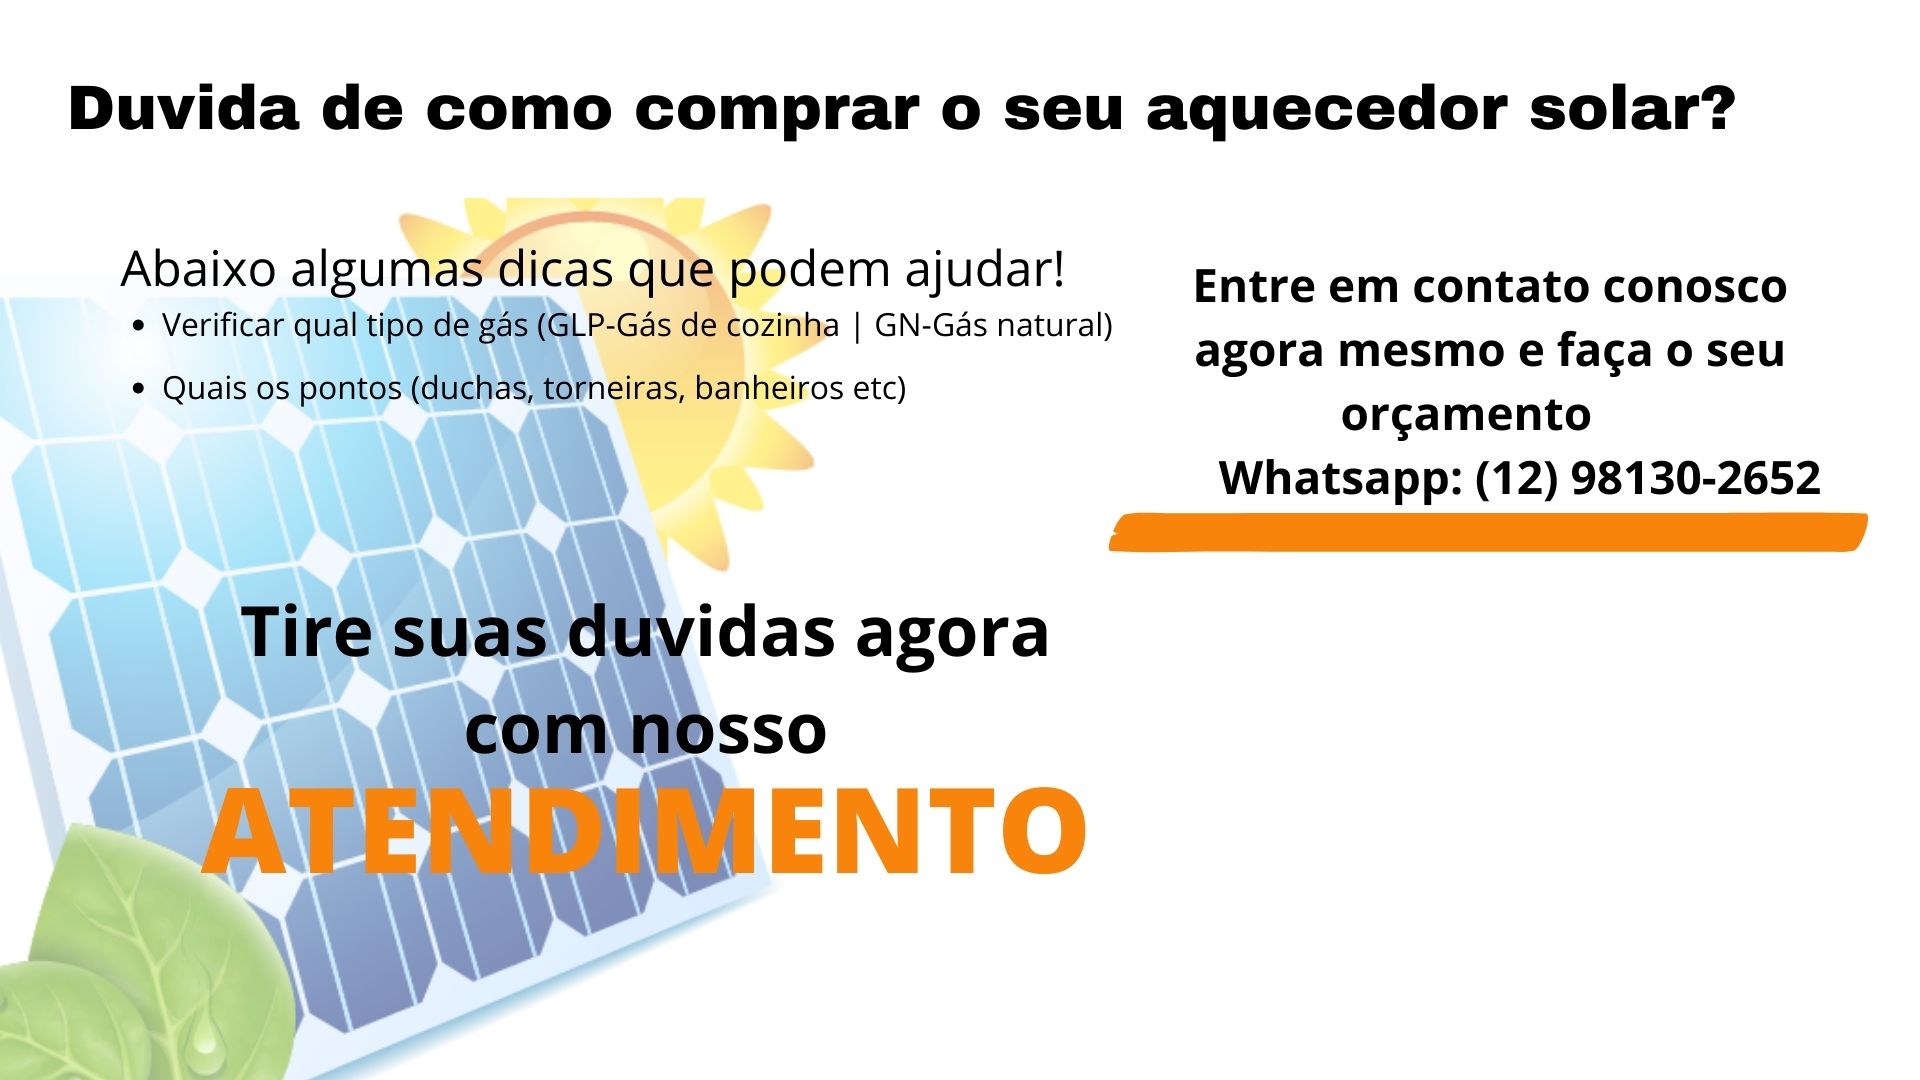 Duvida de como comprar o seu aquecedor solar?
Abaixo algumas dicas que podem ajudar!
• Verificar qual tipo de gás (GLP-Gás de cozinha | GN-Gás natural)
• Quais os pontos (duchas, torneiras, banheiros etc)
Entre em contato conosco
agora mesmo e faça o seu
orçamento
Whatsapp: (12) 98130-2652
Tire suas duvidas agora
com nosso
ATENDIMENTO